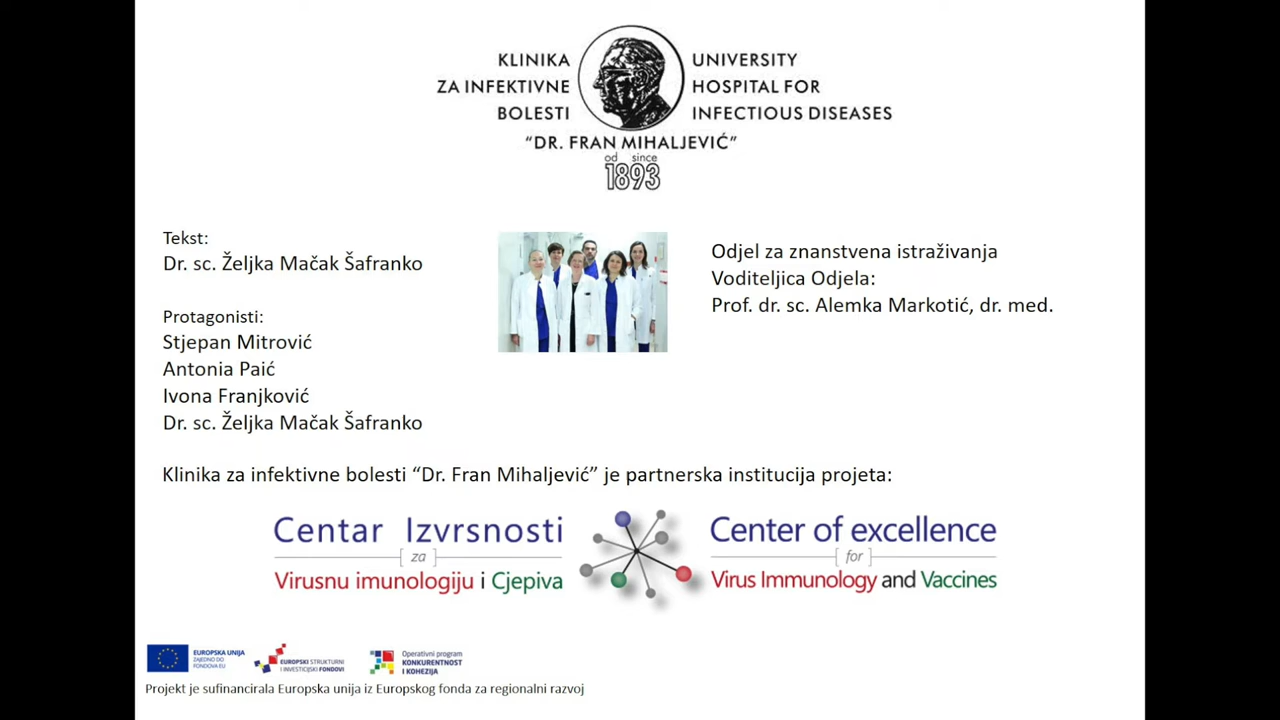 KLINIKA
ZA INFEKTIVNE
BOLESTI
UNIVERSITY
HOSPITAL FOR
INFECTIOUS DISEASES
“DR. FRAN MIHALJEVIĆ”
od since
1893
Tekst:
Dr. sc. Željka Mačak Šafranko
Protagonisti:
Stjepan Mitrović
Antonia Paić
Ivona Franjković
Dr. sc. Željka Mačak Šafranko
Odjel za znanstvena istraživanja
Voditeljica Odjela:
Prof. dr. sc. Alemka Markotić, dr. med.
Klinika za infektivne bolesti “Dr. Fran Mihaljević” je partnerska institucija projeta:
Centar Izvrsnosti
[ za ]
Virusnu imunologiju i Cjepiva
Center of excellence
[ for ]
Virus Immunology and Vaccines
EUROPSKA UNIJA
ZAJEDNO DO
FONDOVA EU
EUROPSKI STRUKTURNI
I INVESTICIJSKI FONDOVI
Operativni program
KONKURENTNOST
I KOHEZIJA
Projekt je sufinancirala Europska unija iz Europskog fonda za regionalni razvoj